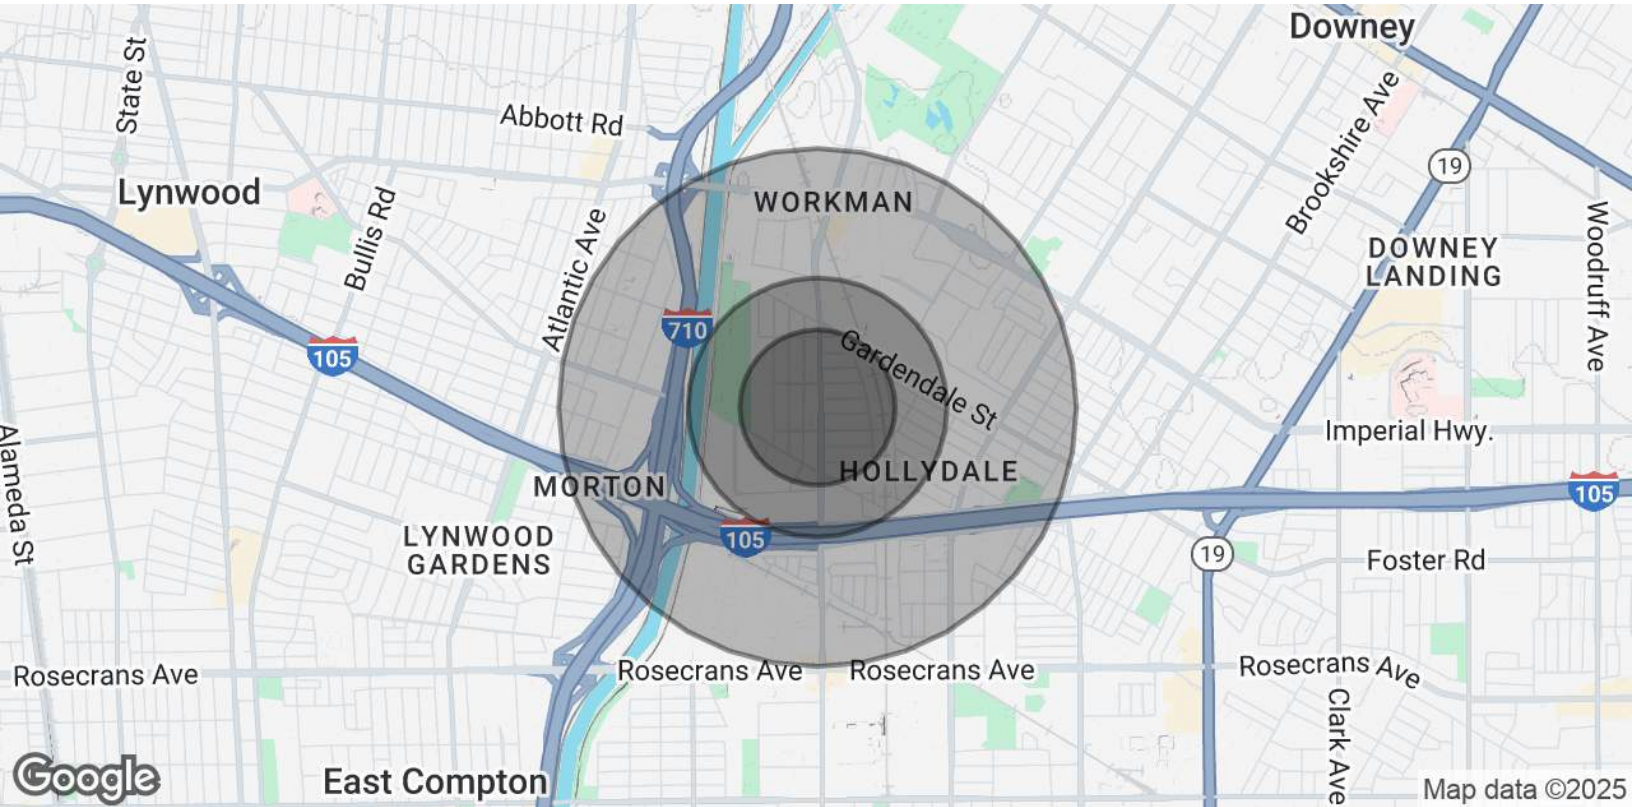 Downey
State St
Abbott Rd
Brookshire Ave
19
Lynwood
Bullis Rd
WORKMAN
Woodruff Ave
Atlantic Ave
DOWNEY
LANDING
710
105
Gardendale St
Alameda St
Imperial Hwy.
HOLLYDALE
MORTON
105
LYNWOOD
GARDENS
105
19
Foster Rd
Rosecrans Ave
Rosecrans Ave
Rosecrans Ave
Rosecrans Ave
Clark Ave
Google
East Compton
Map data ©2025